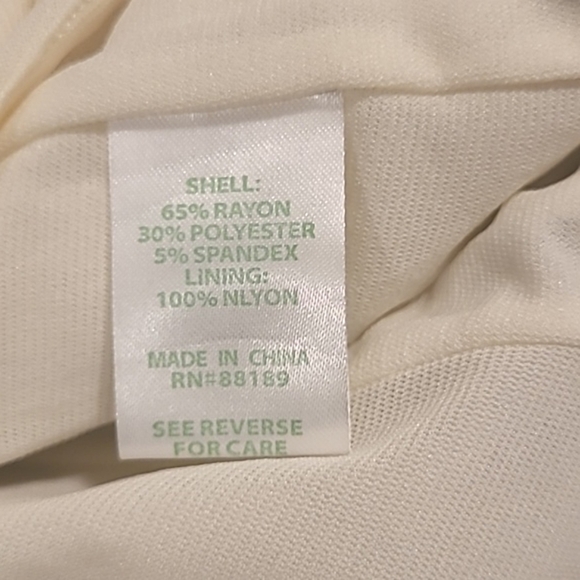 SHELL:
65% RAYON
30% POLYESTER
5% SPANDEX
LINING:
100% NLYON
MADE IN CHINA
RN#88189
SEE REVERSE
FOR CARE